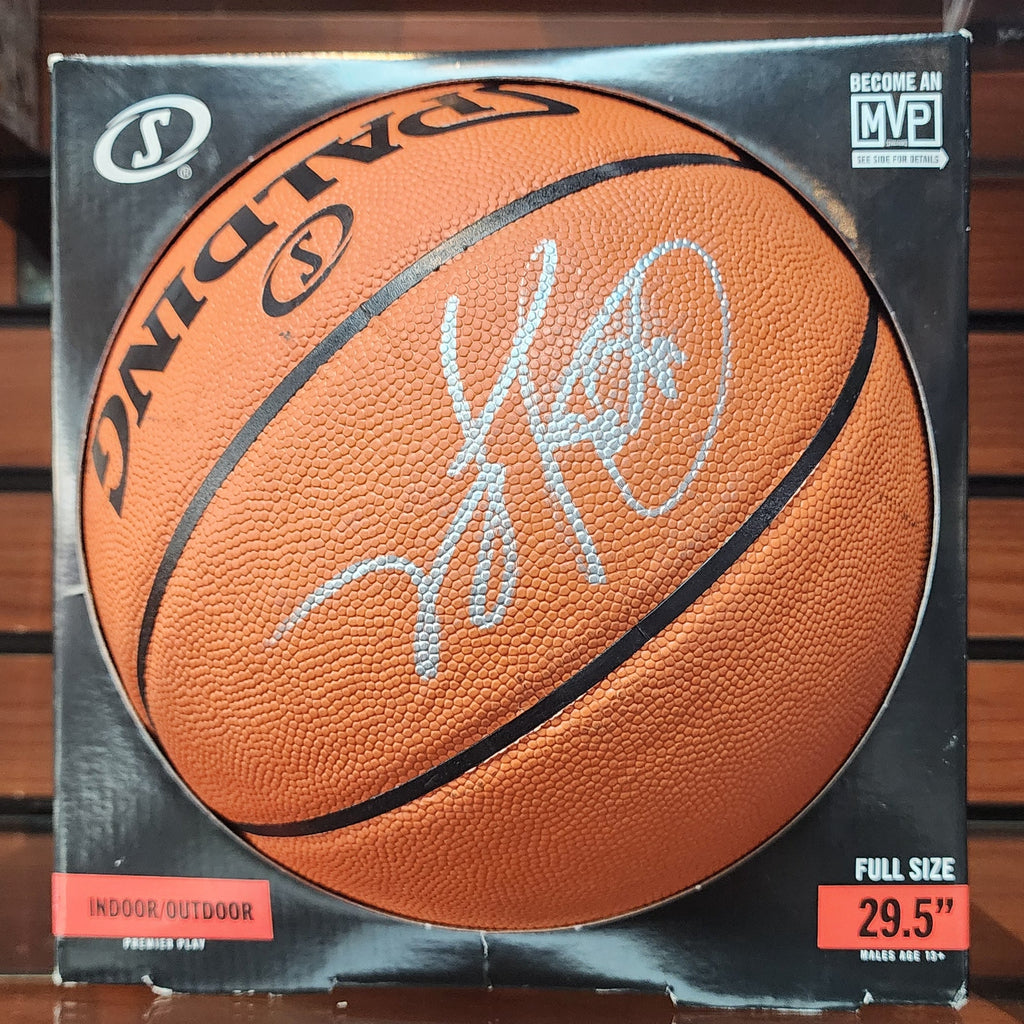 S
®
BECOME AN
MVP
SPALDING
SEE SIDE FOR DETAILS
SPALDING
S
INDOOR/OUTDOOR
PREMIER PLAY
FULL SIZE
29.5”
MALES AGE 13+